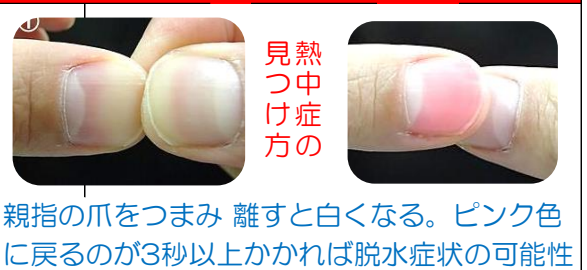 ①
熱中症の
見つけ方
親指の爪をつまみ 離すと白くなる。ピンク色
に戻るのが3秒以上かかれば脱水症状の可能性